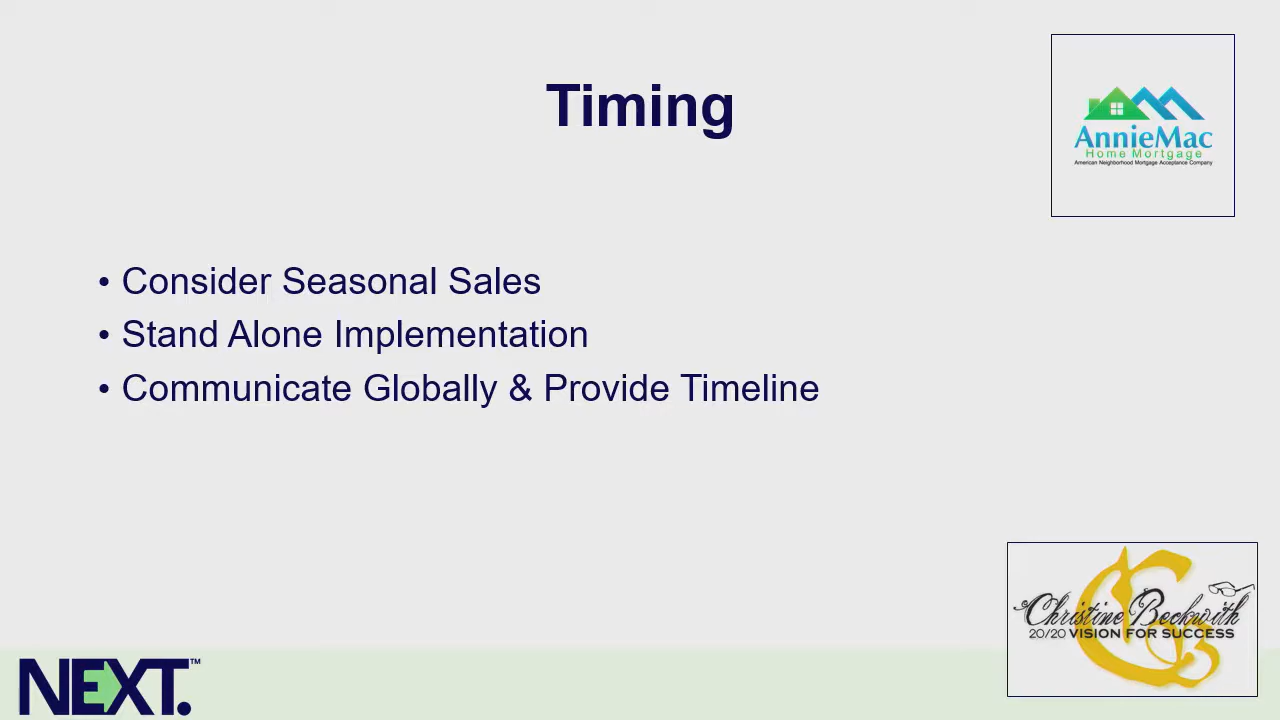 Timing
AnnieMac
Home Mortgage
American Neighborhood Mortgage Acceptance Company
• Consider Seasonal Sales
• Stand Alone Implementation
• Communicate Globally & Provide Timeline
Christine Beckwith
20/20 VISION FOR SUCCESS
NEXT.™